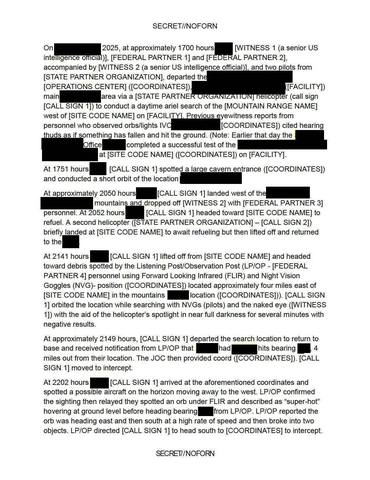 SECRET//NOFORN
On 2025, at approximately 1700 hours [WITNESS 1 (a senior US
intelligence official)], [FEDERAL PARTNER 1] and [FEDERAL PARTNER 2],
accompanied by [WITNESS 2 (a senior US intelligence official)], and two pilots from
[STATE PARTNER ORGANIZATION], departed the
[OPERATIONS CENTER] ([COORDINATES]), [FACILITY])
main area via a [STATE PARTNER ORGANIZATION] helicopter (call sign
[CALL SIGN 1]) to conduct a daytime ariel search of the [MOUNTAIN RANGE NAME]
west of [SITE CODE NAME] on [FACILITY]. Previous eyewitness reports from
personnel who observed orbs/lights IVO [COORDINATES]) cited hearing
thuds as if something has fallen and hit the ground. (Note: Earlier that day the
Office completed a successful test of the
at [SITE CODE NAME] ([COORDINATES]) on [FACILITY].
At 1751 hours [CALL SIGN 1] spotted a large cavern entrance ([COORDINATES])
and conducted a short orbit of the location
At approximately 2050 hours [CALL SIGN 1] landed west of the
mountains and dropped off [WITNESS 2] with [FEDERAL PARTNER 3]
personnel. At 2052 hours [CALL SIGN 1] headed toward [SITE CODE NAME] to
refuel. A second helicopter ([STATE PARTNER ORGANIZATION] – [CALL SIGN 2])
briefly landed at [SITE CODE NAME] to await refueling but then lifted off and returned
to the
At 2141 hours [CALL SIGN 1] lifted off from [SITE CODE NAME] and headed
toward debris spotted by the Listening Post/Observation Post (LP/OP - [FEDERAL
PARTNER 4] personnel using Forward Looking Infrared (FLIR) and Night Vision
Goggles (NVG)- position ([COORDINATES]) located approximately four miles east of
[SITE CODE NAME] in the mountains location ([COORDINATES])). [CALL
SIGN 1] orbited the location while searching with NVGs (pilots) and the naked eye ([WITNESS
1]) with the aid of the helicopter's spotlight in near full darkness for several minutes with
negative results.
At approximately 2149 hours, [CALL SIGN 1] departed the search location to return to
base and received notification from LP/OP that had hits bearing , 4
miles out from their location. The JOC then provided coord ([COORDINATES]). [CALL
SIGN 1] moved to intercept.
At 2202 hours [CALL SIGN 1] arrived at the aforementioned coordinates and
spotted a possible aircraft on the horizon moving away to the west. LP/OP confirmed
the sighting then relayed they spotted an orb under FLIR and described as "super-hot"
hovering at ground level before heading bearing from LP/OP. LP/OP reported the
orb was heading east and then south at a high rate of speed and then broke into two
objects. LP/OP directed [CALL SIGN 1] to head south to [COORDINATES] to intercept.
SECRET//NOFORN